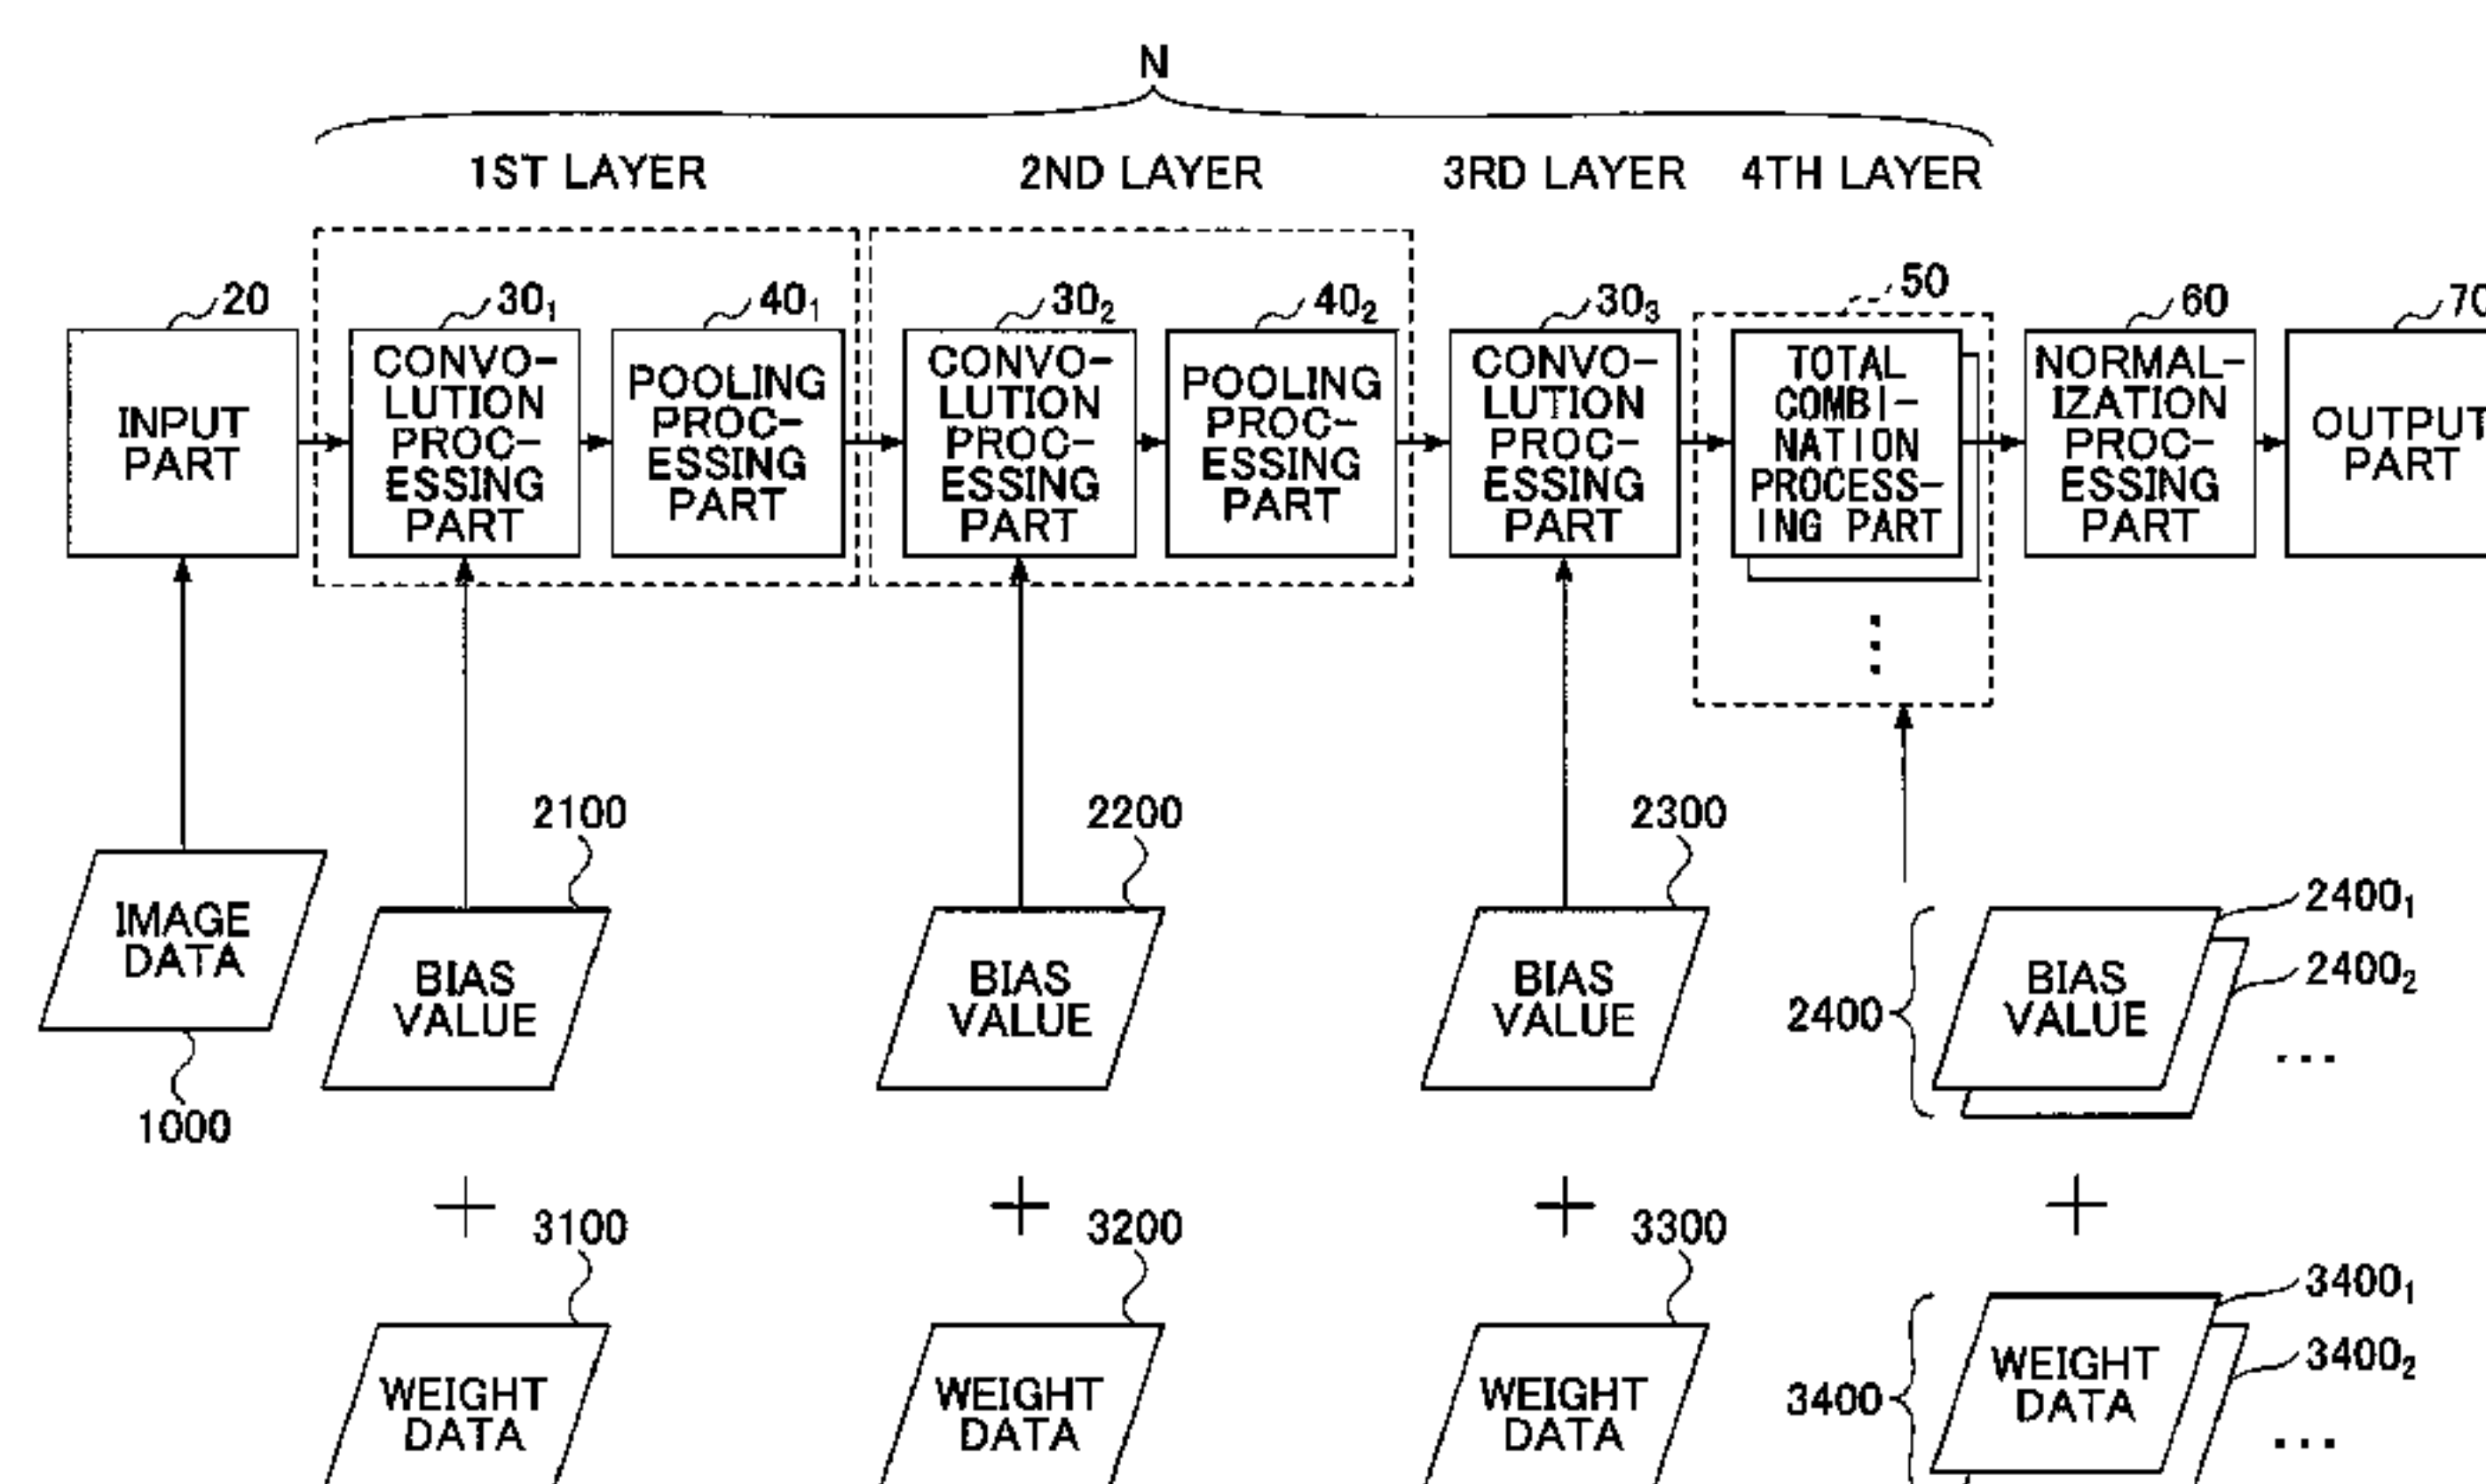 N
1ST LAYER 2ND LAYER 3RD LAYER 4TH LAYER
20 30₁ 40₁ 30₂ 40₂ 30₃ 50 60 70
INPUT
PART
CONVO-
LUTION
PROC-
ESSING
PART
POOLING
PROC-
ESSING
PART
CONVO-
LUTION
PROC-
ESSING
PART
POOLING
PROC-
ESSING
PART
CONVO-
LUTION
PROC-
ESSING
PART
TOTAL
COMBI-
NATION
PROCESS-
ING PART
NORMAL-
IZATION
PROC-
ESSING
PART
OUTPUT
PART
2100 2200 2300
IMAGE
DATA
1000
BIAS
VALUE
BIAS
VALUE
BIAS
VALUE
2400
BIAS
VALUE
2400₁
2400₂
...
+ + + +
3100 3200 3300
WEIGHT
DATA
WEIGHT
DATA
WEIGHT
DATA
3400
WEIGHT
DATA
3400₁
3400₂
...